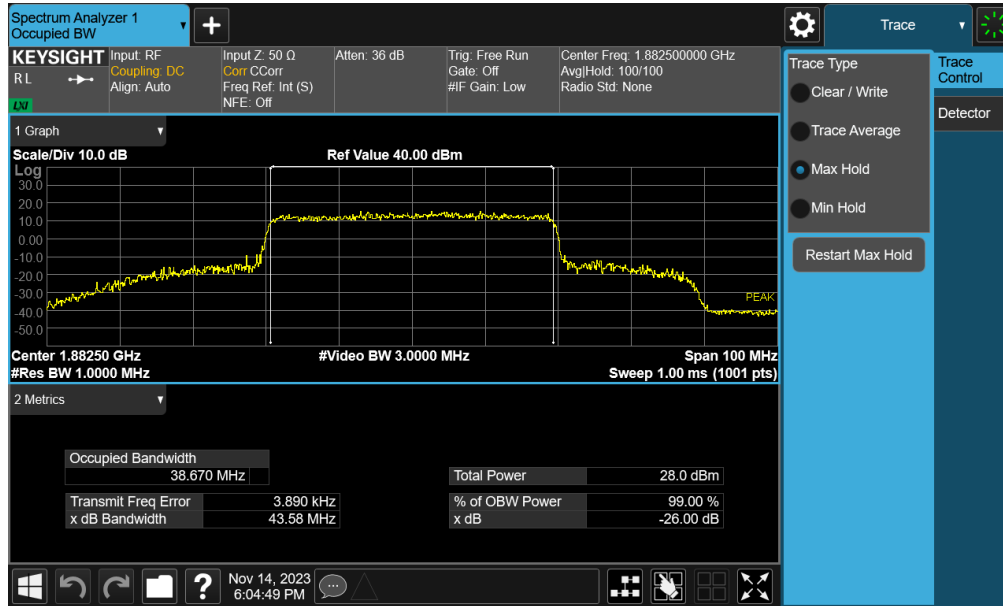 Spectrum Analyzer 1
Occupied BW
+
Trace
KEYSIGHT
R L
LXI
Input: RF
Coupling: DC
Align: Auto
Input Z: 50 Ω
Corr CCorr
Freq Ref: Int (S)
NFE: Off
Atten: 36 dB
Trig: Free Run
Gate: Off
#IF Gain: Low
Center Freq: 1.882500000 GHz
Avg|Hold: 100/100
Radio Std: None
Trace Type
Clear / Write
Trace Average
Max Hold
Min Hold
Restart Max Hold
Trace
Control
Detector
1 Graph
Scale/Div 10.0 dB
Ref Value 40.00 dBm
Log
30.0
20.0
10.0
0.00
-10.0
-20.0
-30.0
-40.0
-50.0
PEAK
Center 1.88250 GHz
#Video BW 3.0000 MHz
Span 100 MHz
#Res BW 1.0000 MHz
Sweep 1.00 ms (1001 pts)
2 Metrics
Occupied Bandwidth
38.670 MHz
Total Power 28.0 dBm
Transmit Freq Error 3.890 kHz
% of OBW Power 99.00 %
x dB Bandwidth 43.58 MHz
x dB -26.00 dB
?
Nov 14, 2023
6:04:49 PM